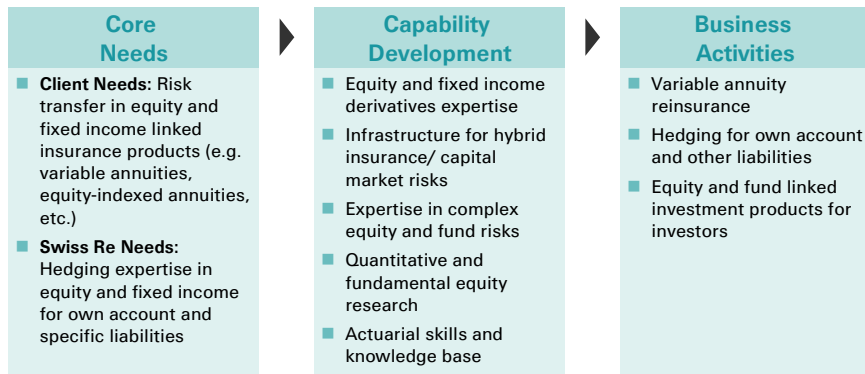 Core
Needs
Client Needs: Risk
transfer in equity and
fixed income linked
insurance products (e.g.
variable annuities,
equity-indexed annuities,
etc.)
Swiss Re Needs:
Hedging expertise in
equity and fixed income
for own account and
specific liabilities
Capability
Development
Equity and fixed income
derivatives expertise
Infrastructure for hybrid
insurance/ capital
market risks
Expertise in complex
equity and fund risks
Quantitative and
fundamental equity
research
Actuarial skills and
knowledge base
Business
Activities
Variable annuity
reinsurance
Hedging for own account
and other liabilities
Equity and fund linked
investment products for
investors